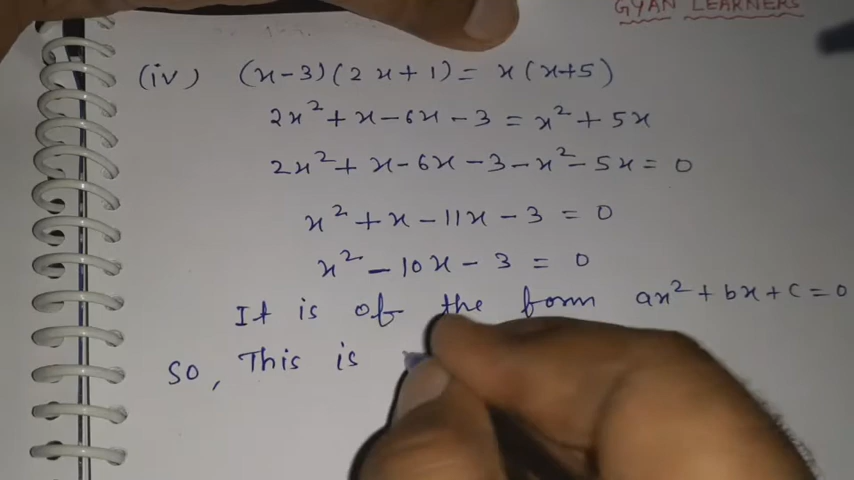 GYAN LEARNERS
(iv) (x-3)(2x+1) = x(x+5)
2x²+x-6x-3 = x²+5x
2x²+x-6x-3-x²-5x = 0
x²+x-11x-3 = 0
x²-10x-3 = 0
It is of the form ax²+bx+c=0
So, This is